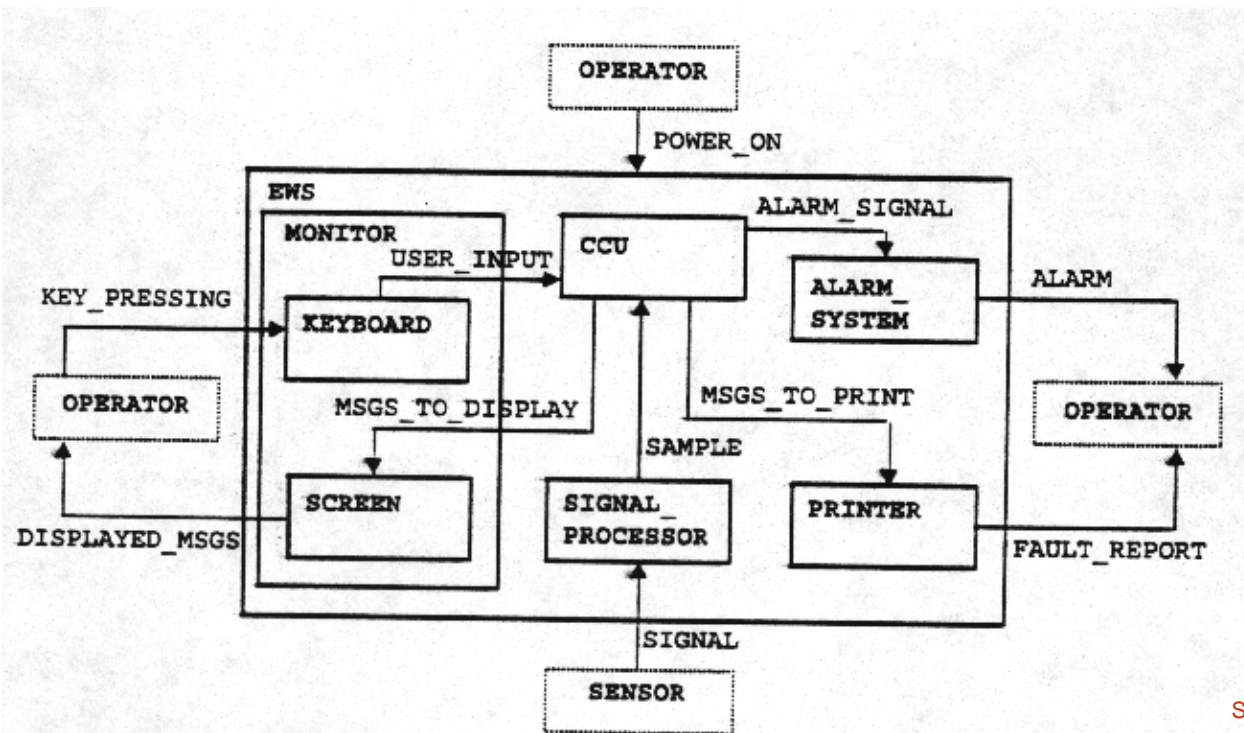 OPERATOR
POWER_ON
EWS
MONITOR
USER_INPUT
CCU
ALARM_SIGNAL
KEY_PRESSING
KEYBOARD
ALARM_
SYSTEM
ALARM
OPERATOR
MSGS_TO_DISPLAY
MSGS_TO_PRINT
OPERATOR
SAMPLE
SCREEN
SIGNAL_
PROCESSOR
PRINTER
DISPLAYED_MSGS
FAULT_REPORT
SIGNAL
SENSOR
S